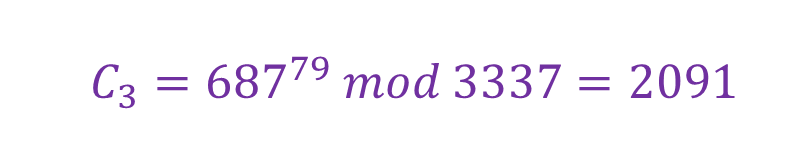 C₃ = 687⁷⁹ mod 3337 = 2091